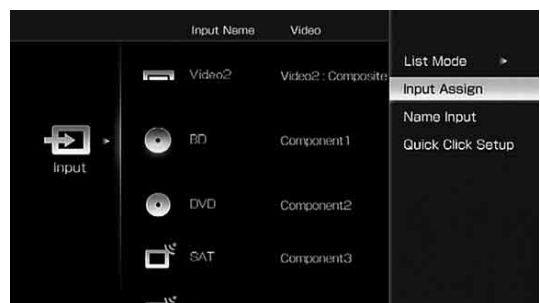 Input Name Video
Video2 Video2 : Composite
BD Component1
DVD Component2
SAT Component3
Input
List Mode
Input Assign
Name Input
Quick Click Setup